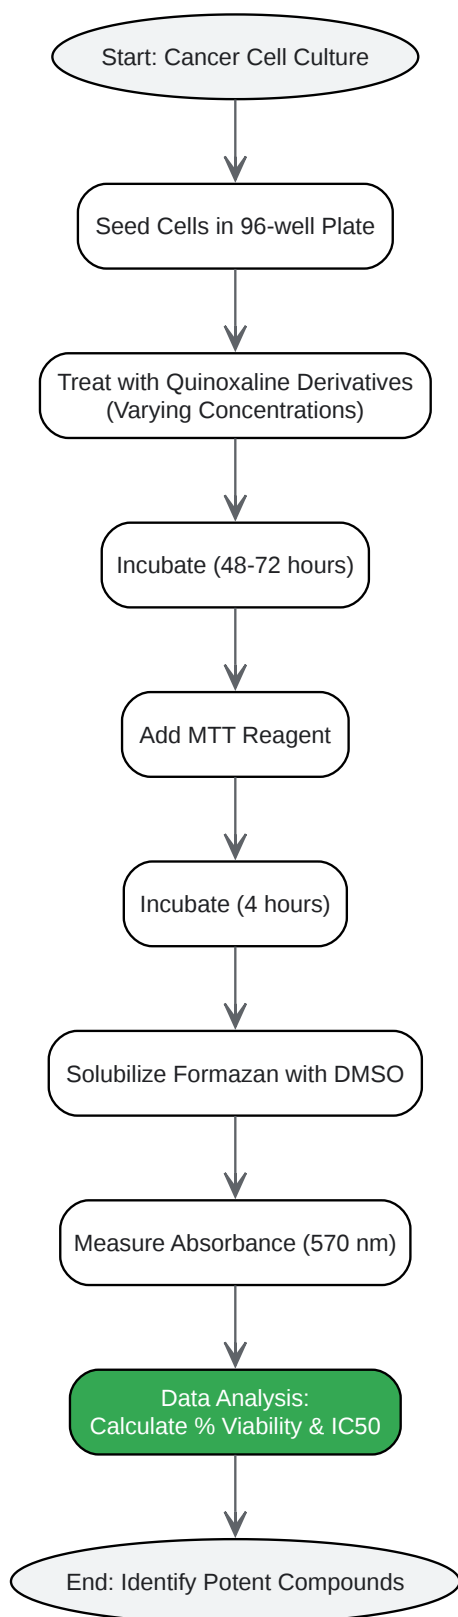 Start: Cancer Cell Culture
Seed Cells in 96-well Plate
Treat with Quinoxaline Derivatives
(Varying Concentrations)
Incubate (48-72 hours)
Add MTT Reagent
Incubate (4 hours)
Solubilize Formazan with DMSO
Measure Absorbance (570 nm)
Data Analysis:
Calculate % Viability & IC50
End: Identify Potent Compounds